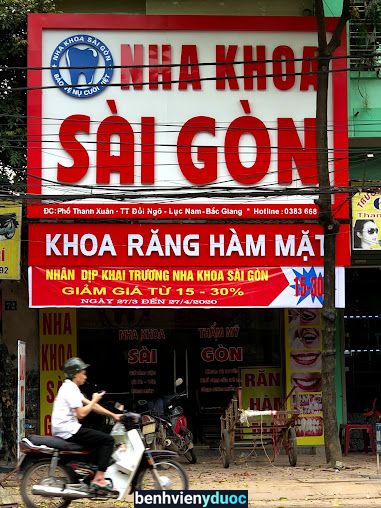 NHA KHOA SÀI GÒN
BẢO VỆ NỤ CƯỜI VIỆT
NHA KHOA
SÀI GÒN
ĐC: Phố Thanh Xuân - TT Đồi Ngô - Lục Nam - Bắc Giang * Hotline: 0383 668
KHOA RĂNG HÀM MẶT
NHÂN DỊP KHAI TRƯƠNG NHA KHOA SÀI GÒN
GIẢM GIÁ TỪ 15 - 30%
NGÀY 27/3 ĐẾN 27/4/2020
15-30
NHA KHOA
THẨM MỸ
SÀI
GÒN
RĂNG
HÀM
benhvienyduoc